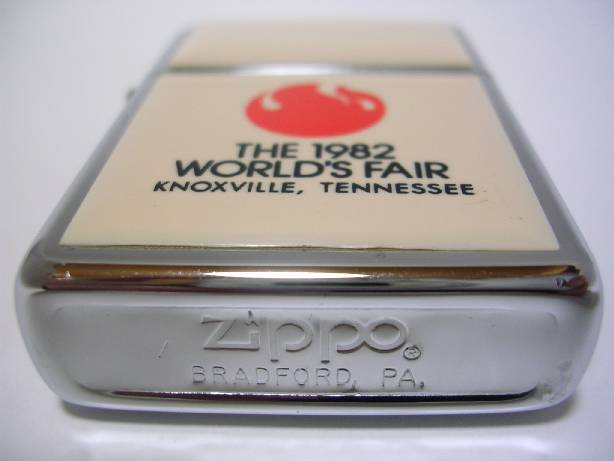 THE 1982
WORLD'S FAIR
KNOXVILLE, TENNESSEE
Zippo®
BRADFORD, PA.